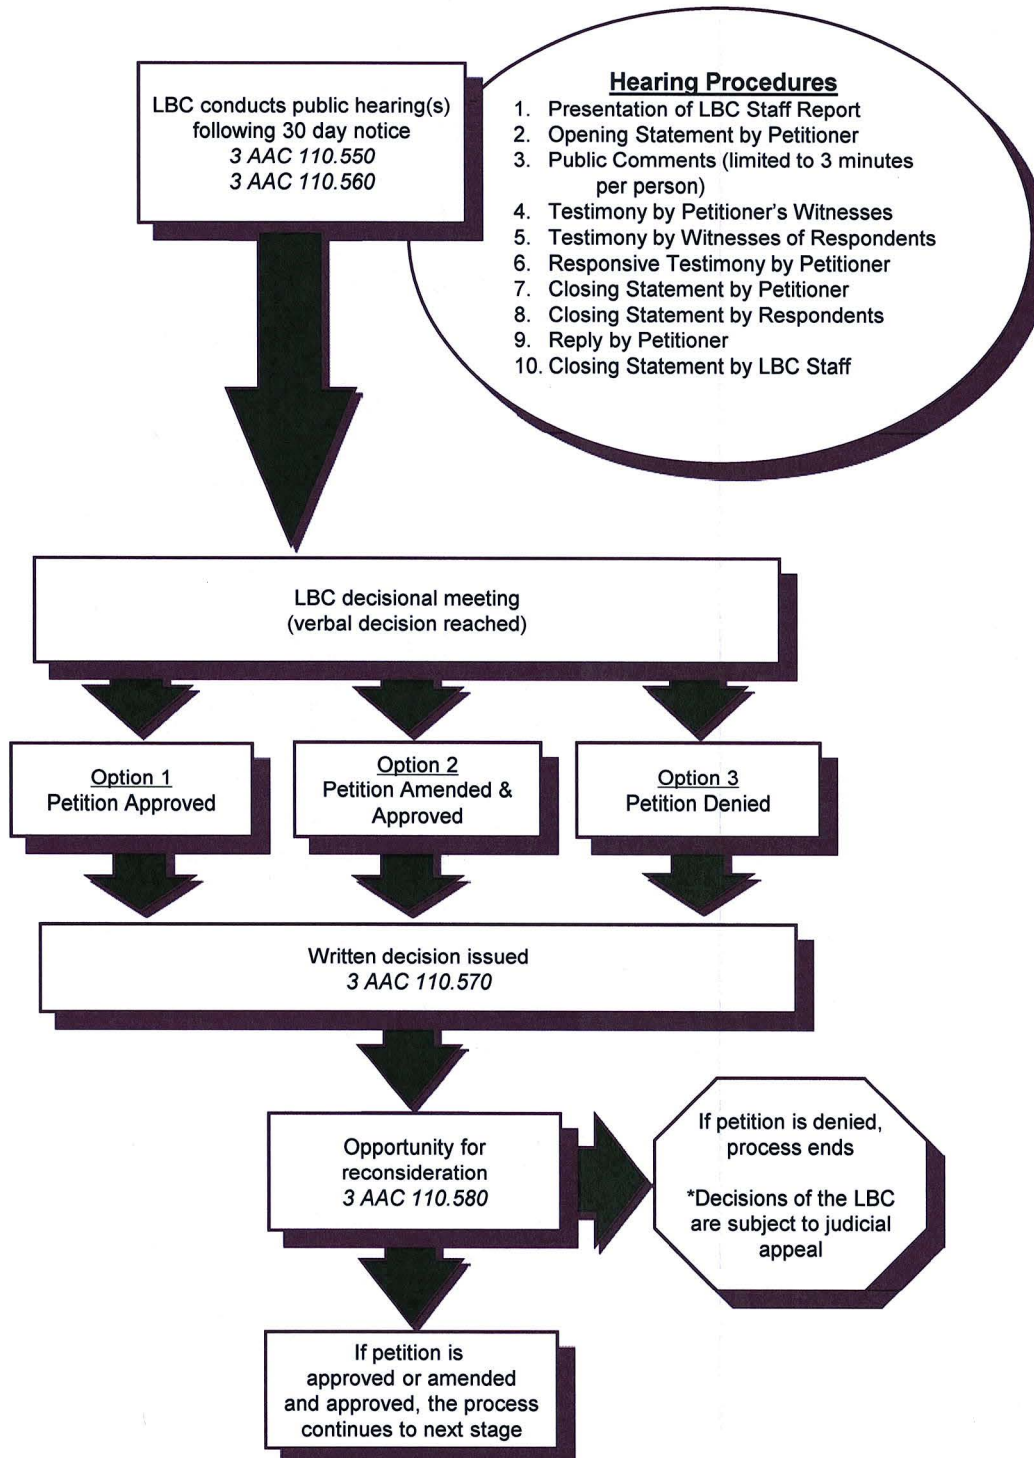 LBC conducts public hearing(s)
following 30 day notice
3 AAC 110.550
3 AAC 110.560
Hearing Procedures
1. Presentation of LBC Staff Report
2. Opening Statement by Petitioner
3. Public Comments (limited to 3 minutes
per person)
4. Testimony by Petitioner's Witnesses
5. Testimony by Witnesses of Respondents
6. Responsive Testimony by Petitioner
7. Closing Statement by Petitioner
8. Closing Statement by Respondents
9. Reply by Petitioner
10. Closing Statement by LBC Staff
LBC decisional meeting
(verbal decision reached)
Option 1
Petition Approved
Option 2
Petition Amended &
Approved
Option 3
Petition Denied
Written decision issued
3 AAC 110.570
Opportunity for
reconsideration
3 AAC 110.580
If petition is denied,
process ends
*Decisions of the LBC
are subject to judicial
appeal
If petition is
approved or amended
and approved, the process
continues to next stage